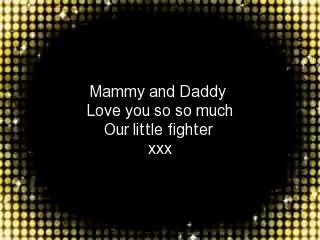 Mammy and Daddy
Love you so so much
Our little fighter
xxx